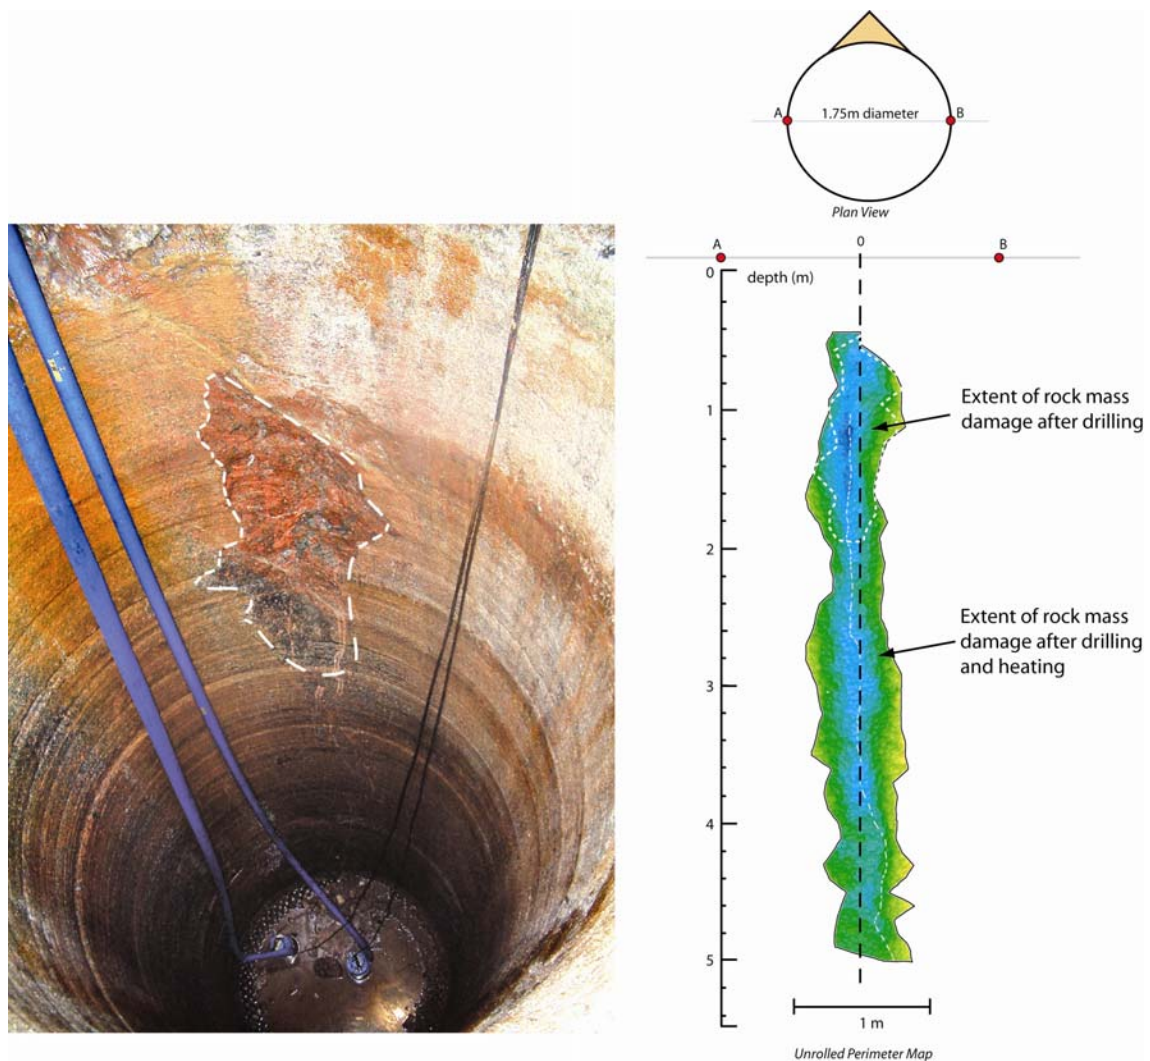 A
1.75m diameter
B
Plan View
A
0
B
0
depth (m)
1
Extent of rock mass
damage after drilling
2
Extent of rock mass
damage after drilling
and heating
3
4
5
1 m
Unrolled Perimeter Map